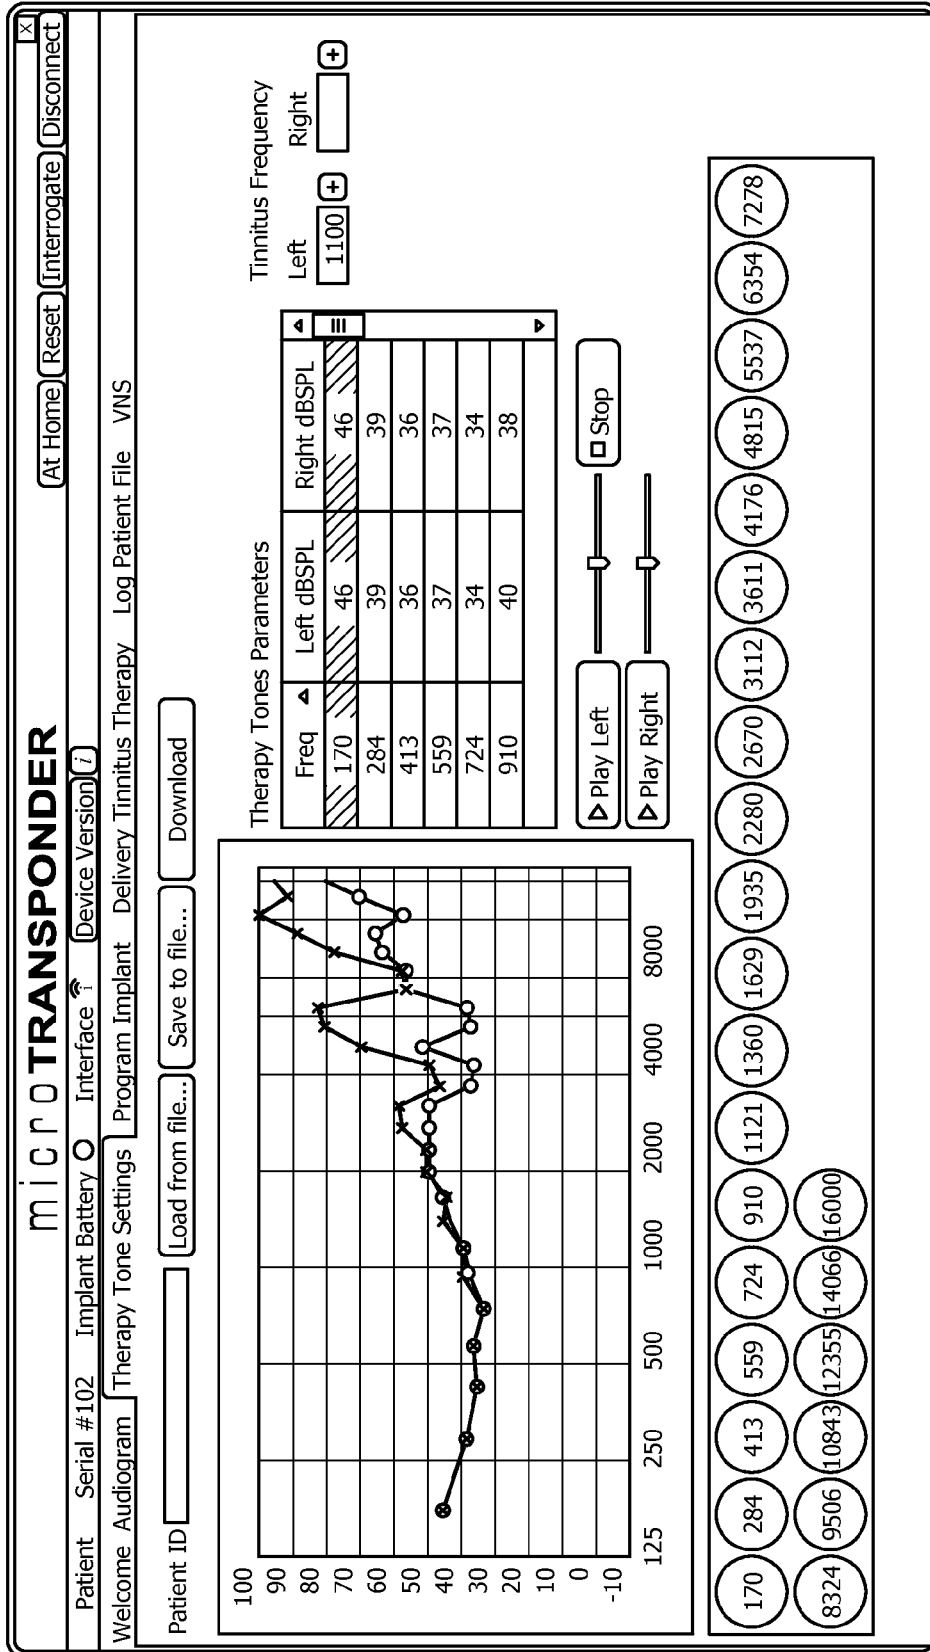 X
microTRANSPONDER
At Home Reset Interrogate Disconnect
Patient Serial #102 Implant Battery Interface Device Version i
Welcome Audiogram Therapy Tone Settings Program Implant Delivery Tinnitus Therapy Log Patient File VNS
Patient ID Load from file... Save to file... Download
100
90
80
70
60
50
40
30
20
10
0
-10
125 250 500 1000 2000 4000 8000
Therapy Tones Parameters
Freq Left dBSPL Right dBSPL
170 46 46
284 39 39
413 36 36
559 37 37
724 34 34
910 40 38
Play Left Stop
Play Right
Tinnitus Frequency
Left Right
1100 + +
170 284 413 559 724 910 1121 1360 1629 1935 2280 2670 3112 3611 4176 4815 5537 6354 7278
8324 9506 10843 12355 14066 16000